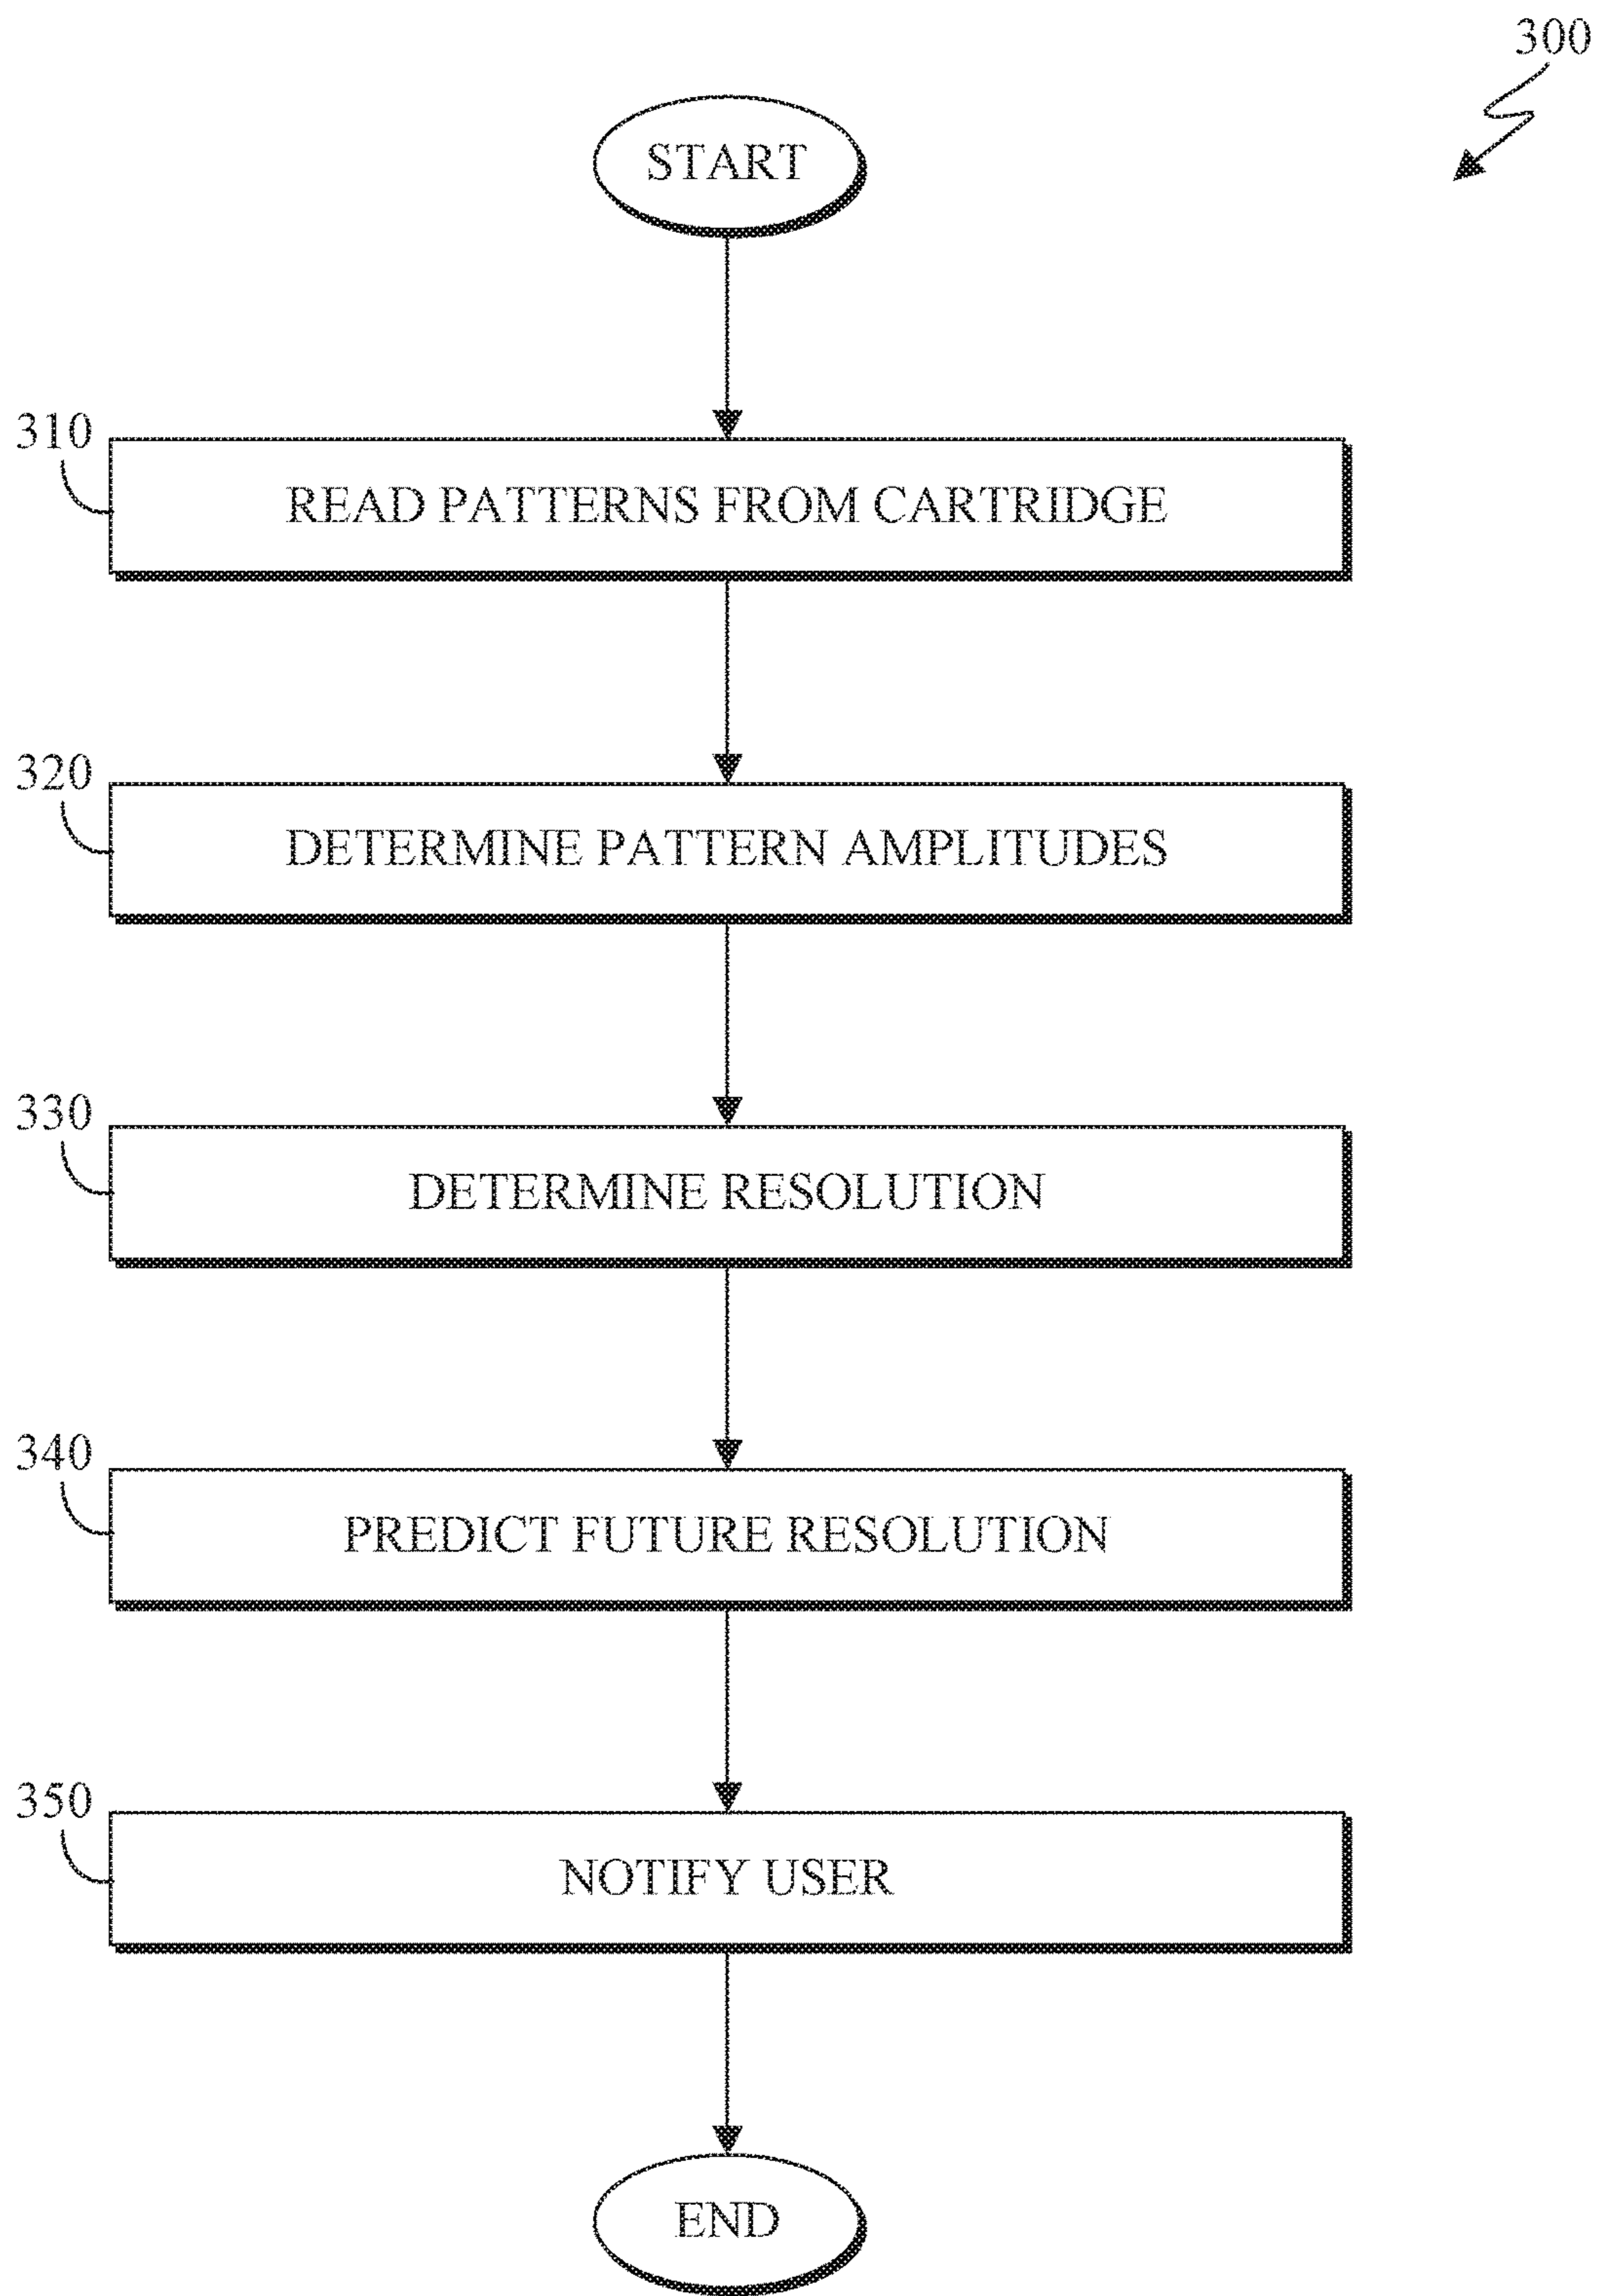 300
START
310
READ PATTERNS FROM CARTRIDGE
320
DETERMINE PATTERN AMPLITUDES
330
DETERMINE RESOLUTION
340
PREDICT FUTURE RESOLUTION
350
NOTIFY USER
END